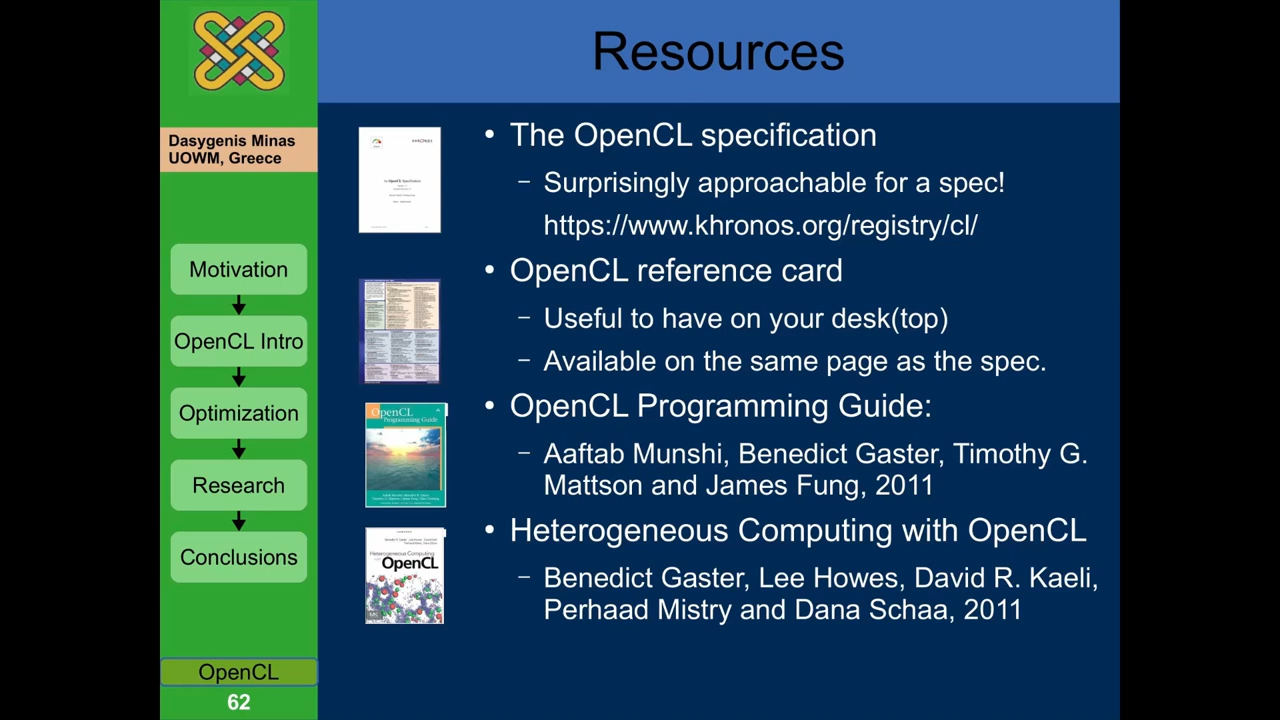 Resources
Dasygenis Minas
UOWM, Greece
Motivation
OpenCL Intro
Optimization
Research
Conclusions
OpenCL
62
• The OpenCL specification
– Surprisingly approachable for a spec!
https://www.khronos.org/registry/cl/
• OpenCL reference card
– Useful to have on your desk(top)
– Available on the same page as the spec.
• OpenCL Programming Guide:
– Aaftab Munshi, Benedict Gaster, Timothy G.
Mattson and James Fung, 2011
• Heterogeneous Computing with OpenCL
– Benedict Gaster, Lee Howes, David R. Kaeli,
Perhaad Mistry and Dana Schaa, 2011
KHRONOS
OpenCL
Programming Guide
Heterogeneous Computing
OpenCL